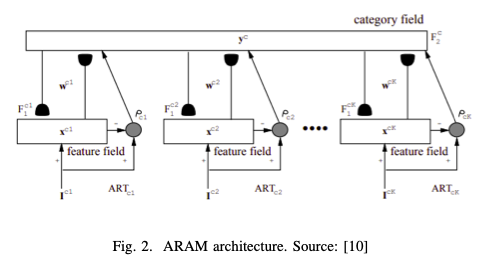 category field
y^c F_2^c
w^c1 w^c2 w^cK
F_1^c1 ρ_c1 F_1^c2 ρ_c2 F_1^cK ρ_cK
x^c1 − x^c2 − •••• x^cK −
feature field feature field feature field
+ + + + + +
I^c1 ART_c1 I^c2 ART_c2 I^cK ART_cK
Fig. 2. ARAM architecture. Source: [10]